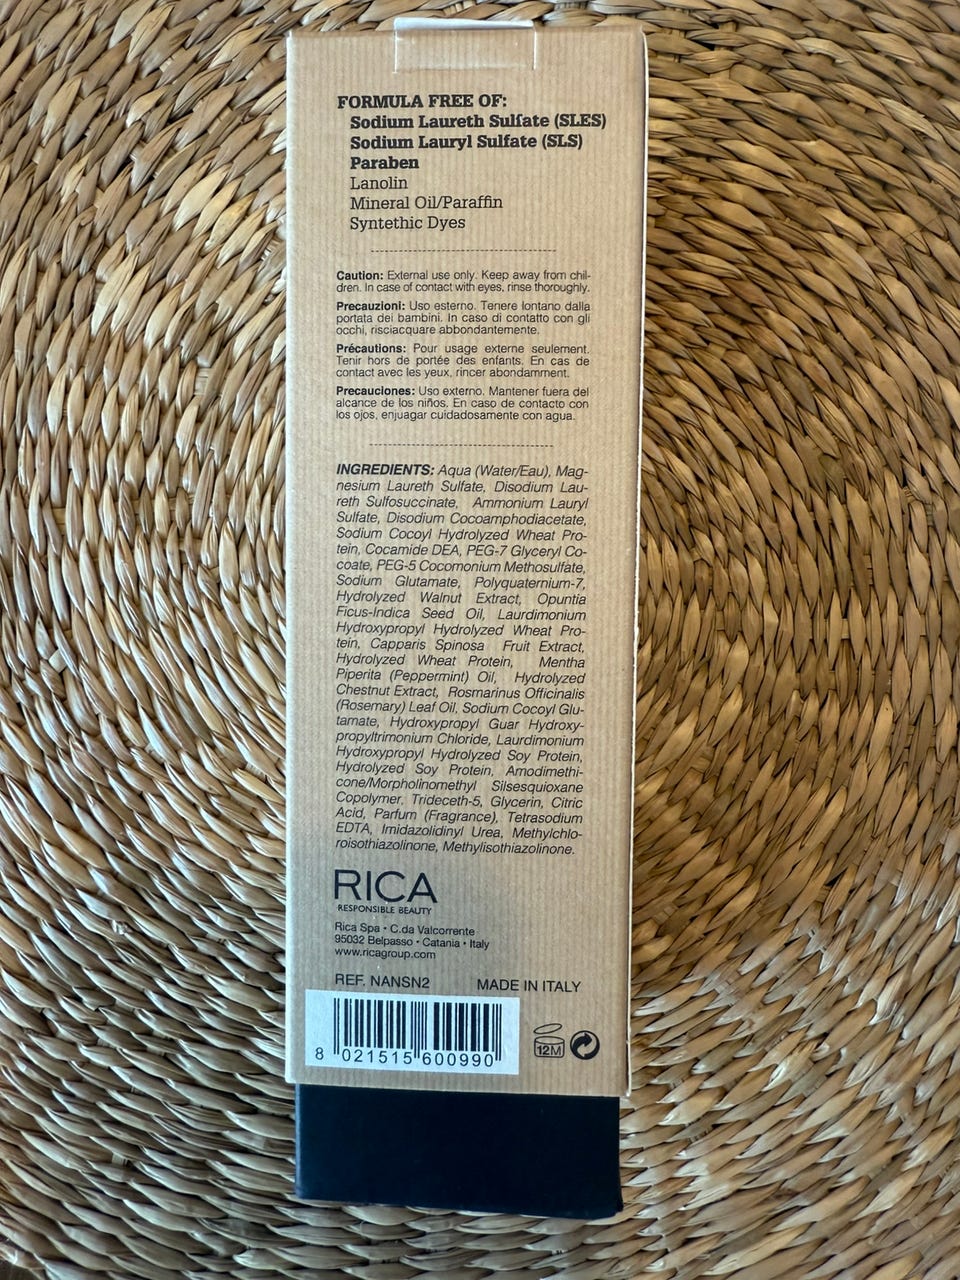 FORMULA FREE OF:
Sodium Laureth Sulfate (SLES)
Sodium Lauryl Sulfate (SLS)
Paraben
Lanolin
Mineral Oil/Paraffin
Syntethic Dyes
Caution: External use only. Keep away from chil-
dren. In case of contact with eyes, rinse thoroughly.
Precauzioni: Uso esterno. Tenere lontano dalla
portata dei bambini. In caso di contatto con gli
occhi, risciacquare abbondantemente.
Précautions: Pour usage externe seulement.
Tenir hors de portée des enfants. En cas de
contact avec les yeux, rincer abondamment.
Precauciones: Uso externo. Mantener fuera del
alcance de los niños. En caso de contacto con
los ojos, enjuagar cuidadosamente con agua.
INGREDIENTS: Aqua (Water/Eau), Mag-
nesium Laureth Sulfate, Disodium Lau-
reth Sulfosuccinate, Ammonium Lauryl
Sulfate, Disodium Cocoamphodiacetate,
Sodium Cocoyl Hydrolyzed Wheat Pro-
tein, Cocamide DEA, PEG-7 Glyceryl Co-
coate, PEG-5 Cocomonium Methosulfate,
Sodium Glutamate, Polyquaternium-7,
Hydrolyzed Walnut Extract, Opuntia
Ficus-Indica Seed Oil, Laurdimonium
Hydroxypropyl Hydrolyzed Wheat Pro-
tein, Capparis Spinosa Fruit Extract,
Hydrolyzed Wheat Protein, Mentha
Piperita (Peppermint) Oil, Hydrolyzed
Chestnut Extract, Rosmarinus Officinalis
(Rosemary) Leaf Oil, Sodium Cocoyl Glu-
tamate, Hydroxypropyl Guar Hydroxy-
propyltrimonium Chloride, Laurdimonium
Hydroxypropyl Hydrolyzed Soy Protein,
Hydrolyzed Soy Protein, Amodimethi-
cone/Morpholinomethyl Silsesquioxane
Copolymer, Trideceth-5, Glycerin, Citric
Acid, Parfum (Fragrance), Tetrasodium
EDTA, Imidazolidinyl Urea, Methylchlo-
roisothiazolinone, Methylisothiazolinone.
RICA
RESPONSIBLE BEAUTY
Rica Spa • C.da Valcorrente
95032 Belpasso • Catania • Italy
www.ricagroup.com
REF. NANSN2 MADE IN ITALY
8 021515 600990
12M